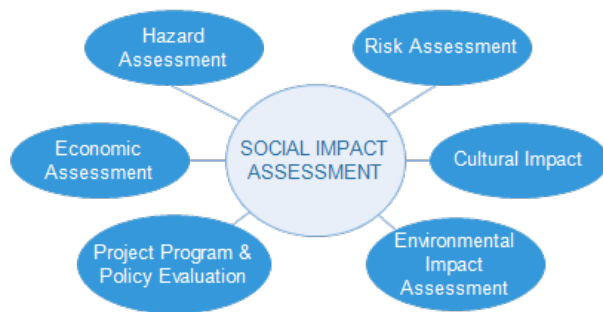 Hazard
Assessment
Risk Assessment
SOCIAL IMPACT
ASSESSMENT
Economic
Assessment
Cultural Impact
Project Program &
Policy Evaluation
Environmental
Impact
Assessment